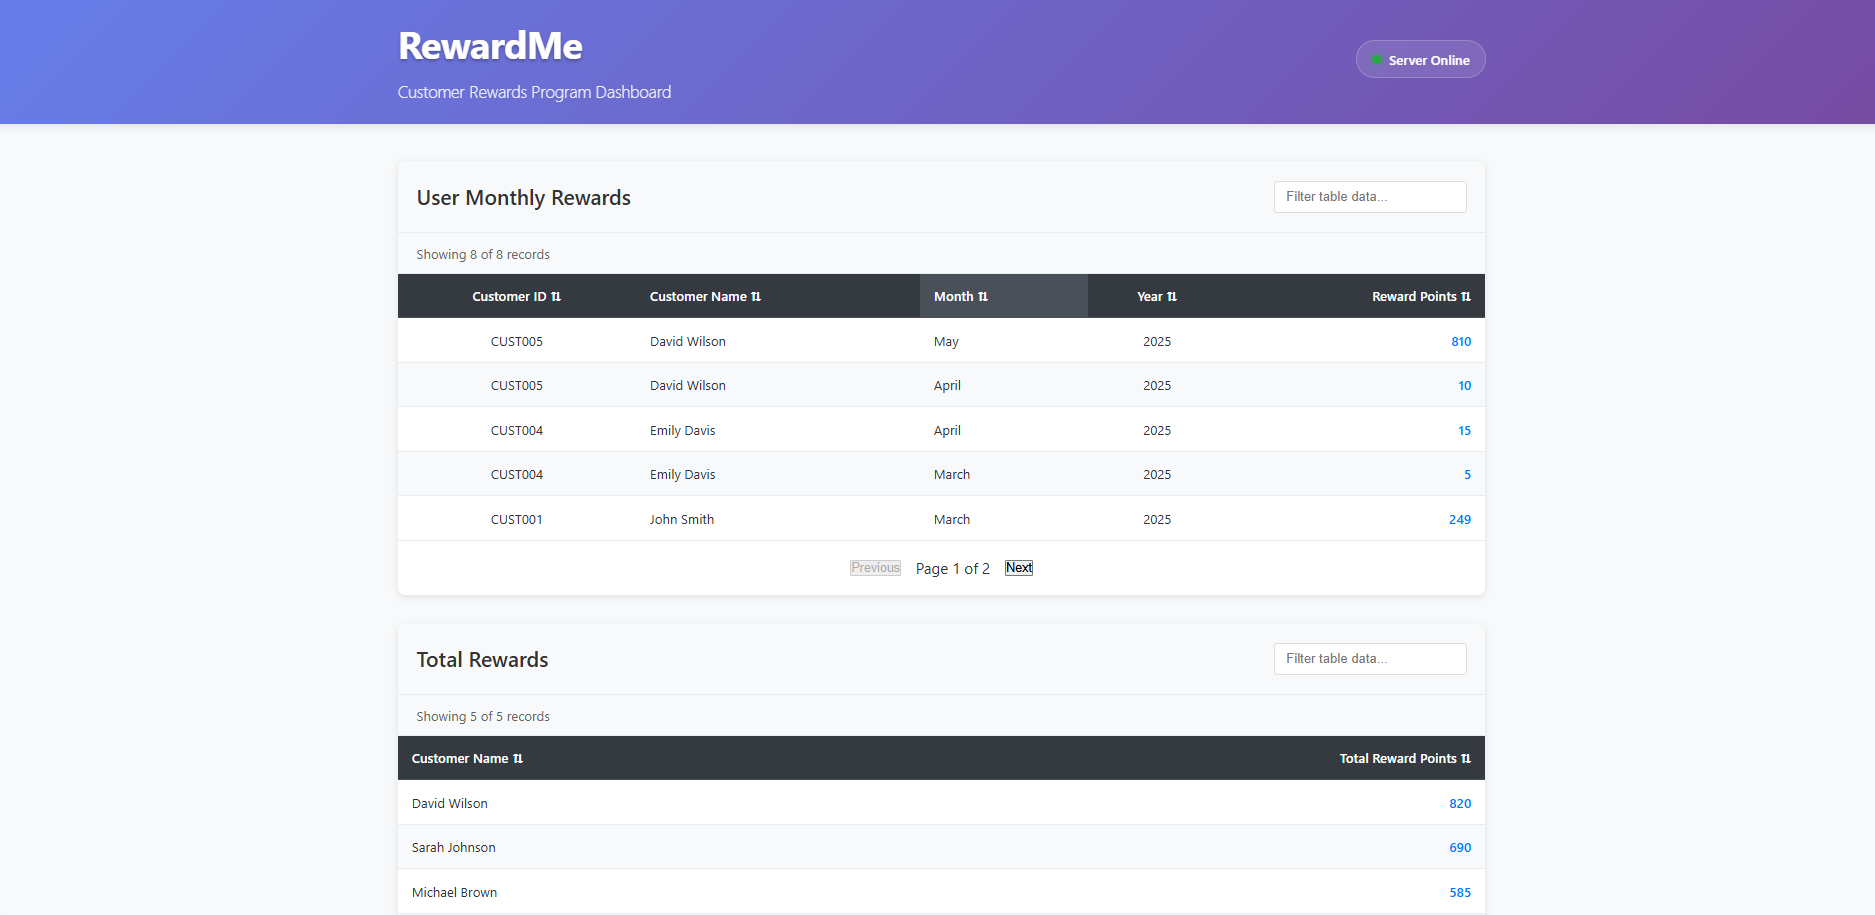 RewardMe
Customer Rewards Program Dashboard
Server Online
User Monthly Rewards
Filter table data...
Showing 8 of 8 records
Customer ID ⇅ Customer Name ⇅ Month ⇅ Year ⇅ Reward Points ⇅
CUST005 David Wilson May 2025 810
CUST005 David Wilson April 2025 10
CUST004 Emily Davis April 2025 15
CUST004 Emily Davis March 2025 5
CUST001 John Smith March 2025 249
Previous Page 1 of 2 Next
Total Rewards
Filter table data...
Showing 5 of 5 records
Customer Name ⇅ Total Reward Points ⇅
David Wilson 820
Sarah Johnson 690
Michael Brown 585